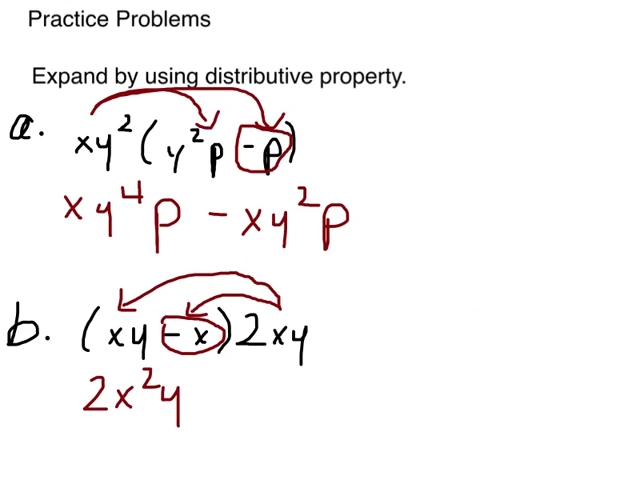 Practice Problems
Expand by using distributive property.
a. xy²(y²p -p)
xy⁴p - xy²p
b. (xy - x)2xy
2x²y